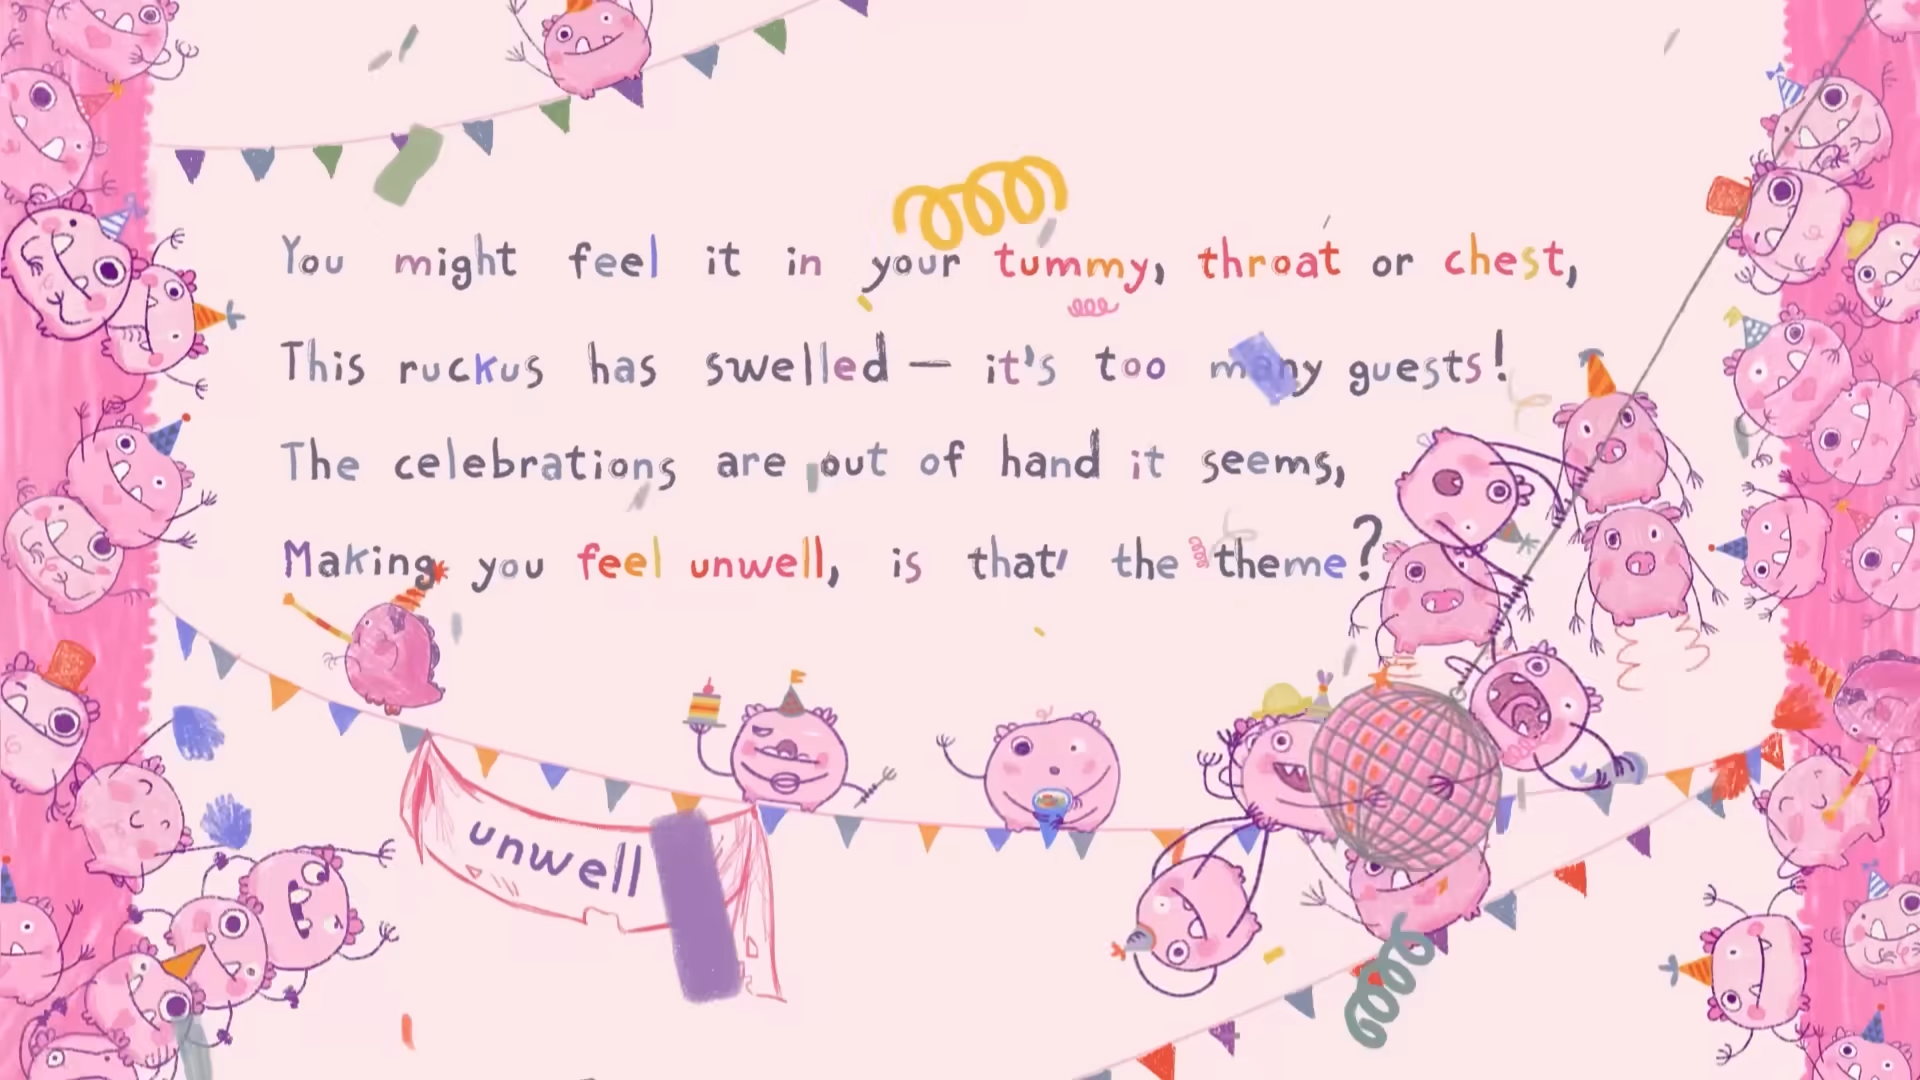 You might feel it in your tummy, throat or chest,
This ruckus has swelled — it's too many guests!
The celebrations are out of hand it seems,
Making you feel unwell, is that the theme?
unwell